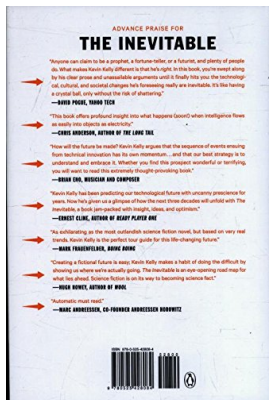 ADVANCE PRAISE FOR
THE INEVITABLE
"Anyone can claim to be a prophet, a fortune-teller, or a futurist, and plenty of people
do. What makes Kevin Kelly different is that he's right. In this book, you're swept along
by his clear prose and unassailable arguments until it finally hits you: the technologi-
cal, cultural, and societal changes he's foreseeing really are inevitable. It's like having
a crystal ball, only without the risk of shattering."
—DAVID POGUE, YAHOO TECH
"This book offers profound insight into what happens (soon!) when intelligence flows
as easily into objects as electricity."
—CHRIS ANDERSON, AUTHOR OF THE LONG TAIL
"How will the future be made? Kevin Kelly argues that the sequence of events ensuing
from technical innovation has its own momentum . . . and that our best strategy is to
understand and embrace it. Whether you find this prospect wonderful or terrifying,
you will want to read this extremely thought-provoking book."
—BRIAN ENO, MUSICIAN AND COMPOSER
"Kevin Kelly has been predicting our technological future with uncanny prescience for
years. Now he's given us a glimpse of how the next three decades will unfold with The
Inevitable, a book jam-packed with insight, ideas, and optimism."
—ERNEST CLINE, AUTHOR OF READY PLAYER ONE
"As exhilarating as the most outlandish science fiction novel, but based on very real
trends. Kevin Kelly is the perfect tour guide for this life-changing future."
—MARK FRAUENFELDER, BOING BOING
"Creating a fictional future is easy; Kevin Kelly makes a habit of doing the difficult by
showing us where we're actually going. The Inevitable is an eye-opening road map for
what lies ahead. Science fiction is on its way to becoming science fact."
—HUGH HOWEY, AUTHOR OF WOOL
"Automatic must read."
—MARC ANDREESSEN, CO-FOUNDER ANDREESSEN HOROWITZ